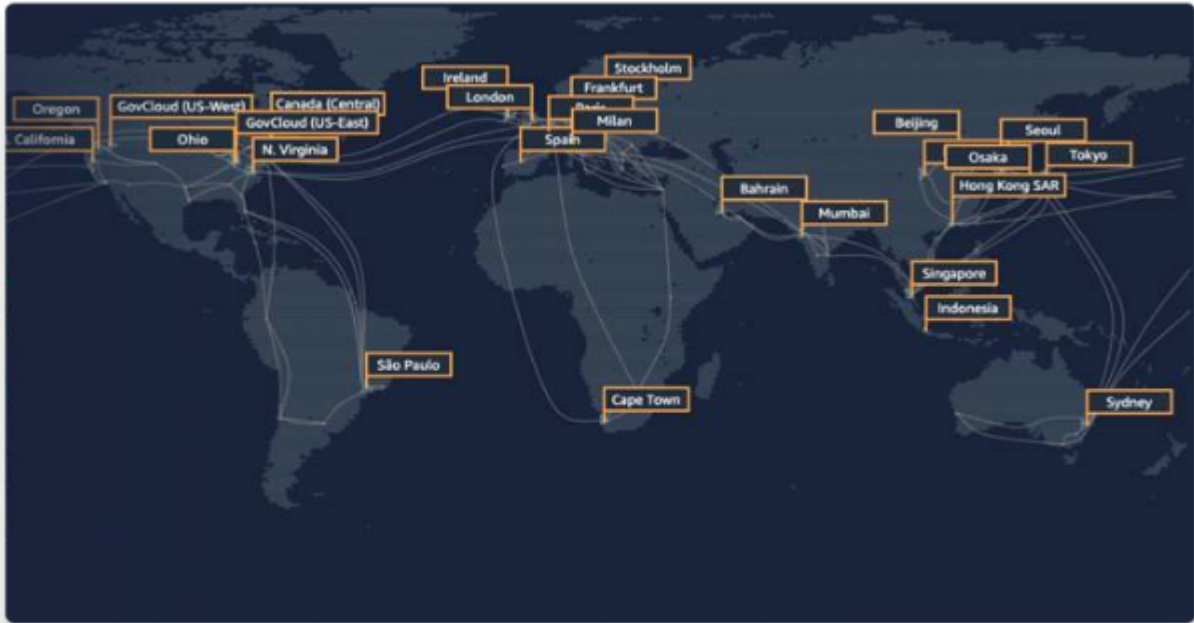 Stockholm
Ireland
Frankfurt
London
Oregon
GovCloud (US-West)
Canada (Central)
Paris
GovCloud (US-East)
Milan
. California
Ohio
N. Virginia
Spain
Beijing
Seoul
Osaka
Tokyo
Hong Kong SAR
Bahrain
Mumbai
Singapore
Indonesia
São Paulo
Cape Town
Sydney